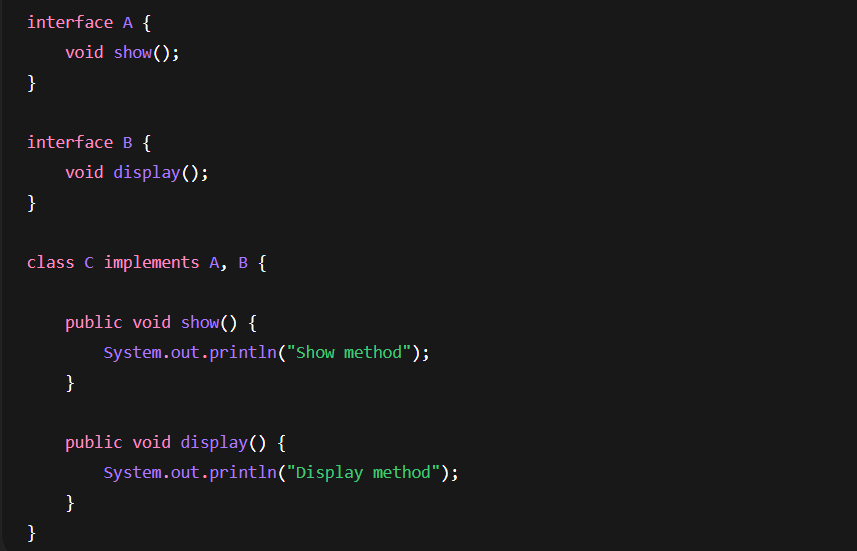 interface A {
    void show();
}

interface B {
    void display();
}

class C implements A, B {

    public void show() {
        System.out.println("Show method");
    }

    public void display() {
        System.out.println("Display method");
    }
}